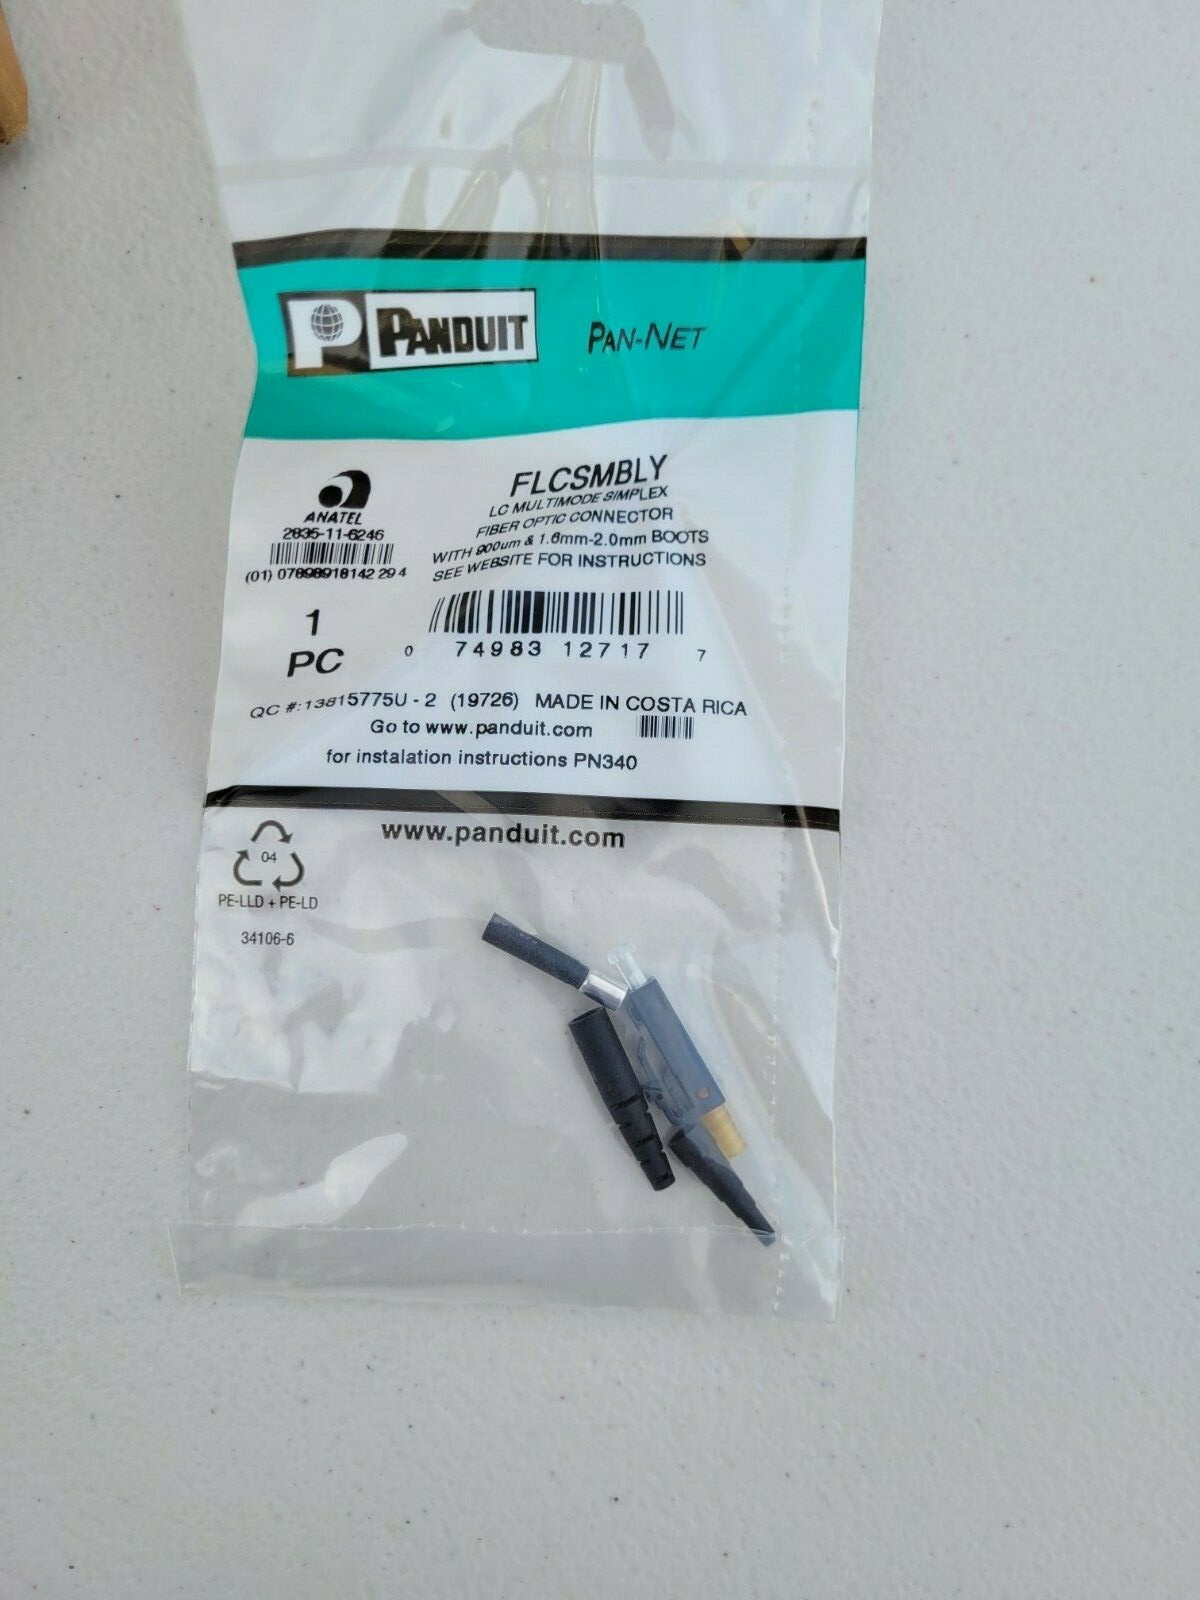 P PANDUIT PAN-NET
ANATEL
2835-11-6246
(01) 07898918142 29 4
1
PC
FLCSMBLY
LC MULTIMODE SIMPLEX
FIBER OPTIC CONNECTOR
WITH 900um & 1.6mm-2.0mm BOOTS
SEE WEBSITE FOR INSTRUCTIONS
0 74983 12717 7
QC #:13815775U - 2 (19726) MADE IN COSTA RICA
Go to www.panduit.com
for instalation instructions PN340
www.panduit.com
04
PE-LLD + PE-LD
34106-6